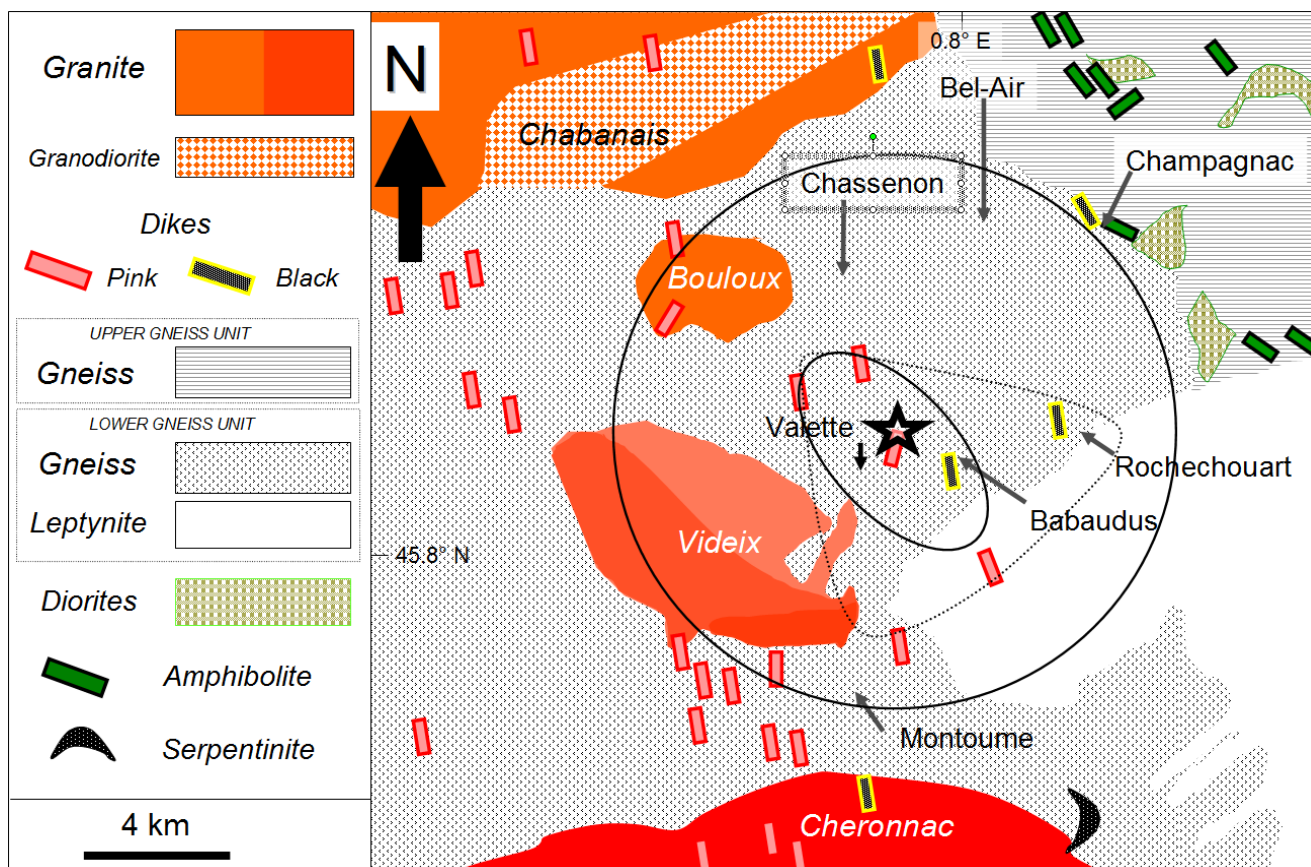 Granite
Granodiorite
Dikes
Pink
Black
UPPER GNEISS UNIT
Gneiss
LOWER GNEISS UNIT
Gneiss
Leptynite
Diorites
Amphibolite
Serpentinite
4 km
N
0.8° E
Bel-Air
Chabanais
Champagnac
Chassenon
Bouloux
Valette
Rochechouart
Babaudus
Videix
45.8° N
Montoume
Cheronnac